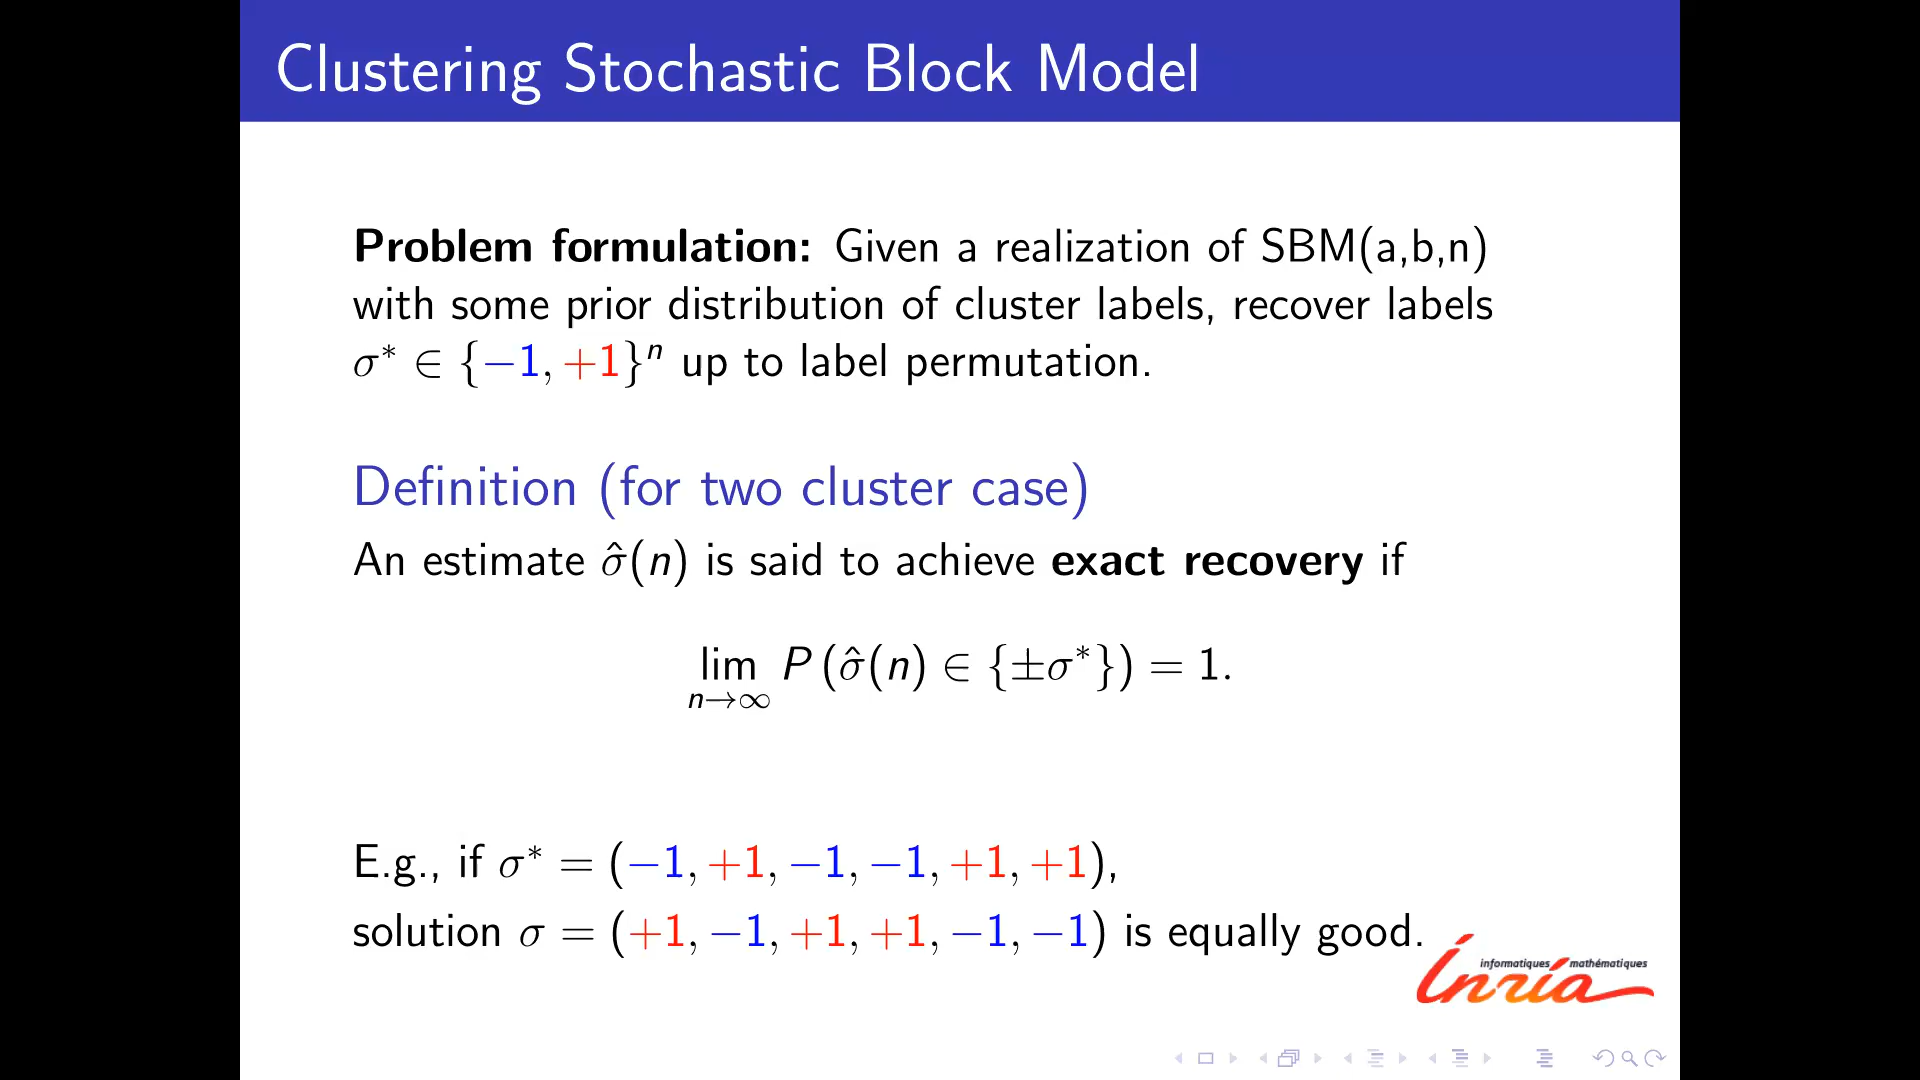 Clustering Stochastic Block Model
Problem formulation: Given a realization of SBM(a,b,n)
with some prior distribution of cluster labels, recover labels
σ* ∈ {−1, +1}ⁿ up to label permutation.
Definition (for two cluster case)
An estimate σ̂(n) is said to achieve exact recovery if
lim P (σ̂(n) ∈ {±σ*}) = 1.
n→∞
E.g., if σ* = (−1, +1, −1, −1, +1, +1),
solution σ = (+1, −1, +1, +1, −1, −1) is equally good.
informatiques mathématiques
Inria